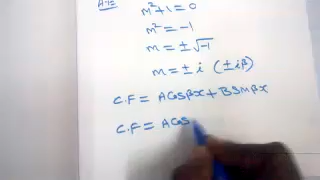 A.E.
m²+1=0
m² = -1
m = ± √-1
m = ± i (± iβ)
C.F = A Cos βx + B Sin βx
C.F = A Cos